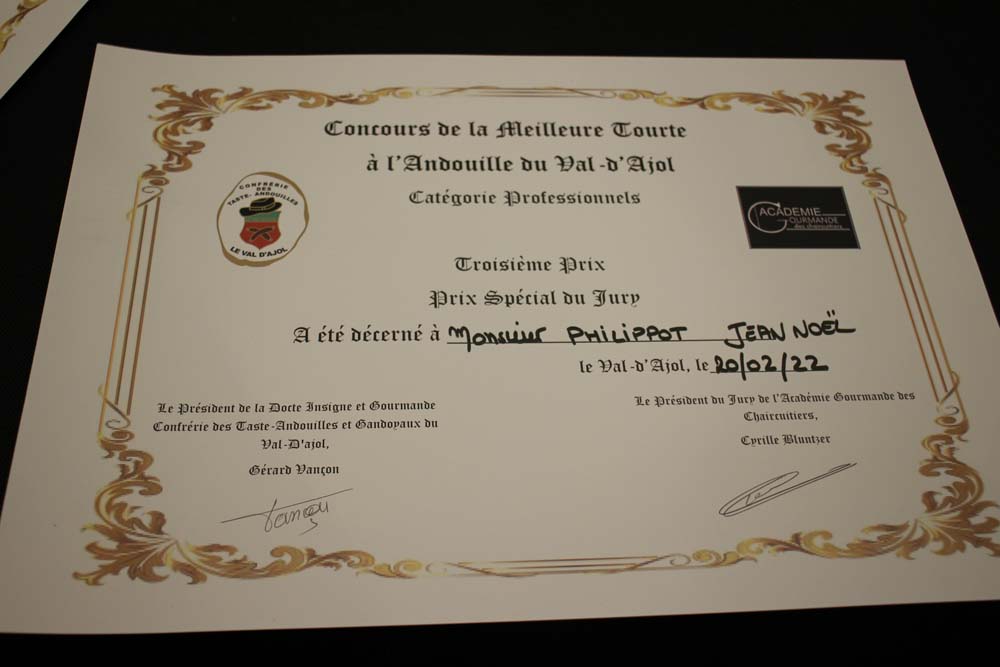 Concours de la Meilleure Tourte
à l'Andouille du Val-d'Ajol
Catégorie Professionnels
CONFRÉRIE
DES
TASTE-ANDOUILLES
LE VAL D'AJOL
ACADÉMIE
GOURMANDE
des chaircuitiers
Troisième Prix
Prix Spécial du Jury
A été décerné à Monsieur PHILIPPOT JEAN NOËL
le Val-d'Ajol, le 20/02/22
Le Président de la Docte Insigne et Gourmande
Confrérie des Taste-Andouilles et Gandoyaux du
Val-D'ajol,
Gérard Vançon
Le Président du Jury de l'Académie Gourmande des
Chaircuitiers,
Cyrille Bluntzer